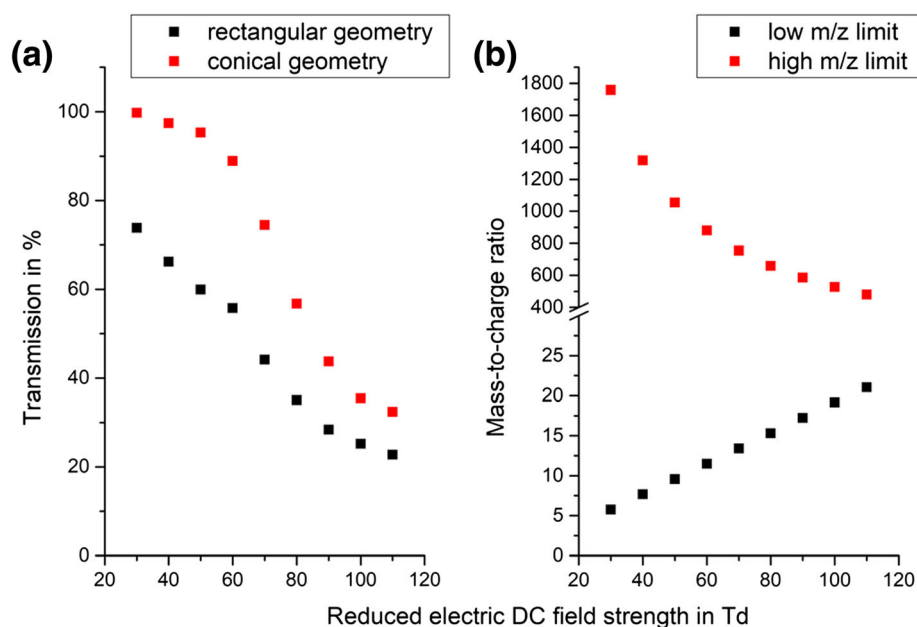 (a)
rectangular geometry
conical geometry
Transmission in %
100
80
60
40
20
0
20 40 60 80 100 120
(b)
low m/z limit
high m/z limit
Mass-to-charge ratio
1800
1600
1400
1200
1000
800
600
400
25
20
15
10
5
0
20 40 60 80 100 120
Reduced electric DC field strength in Td